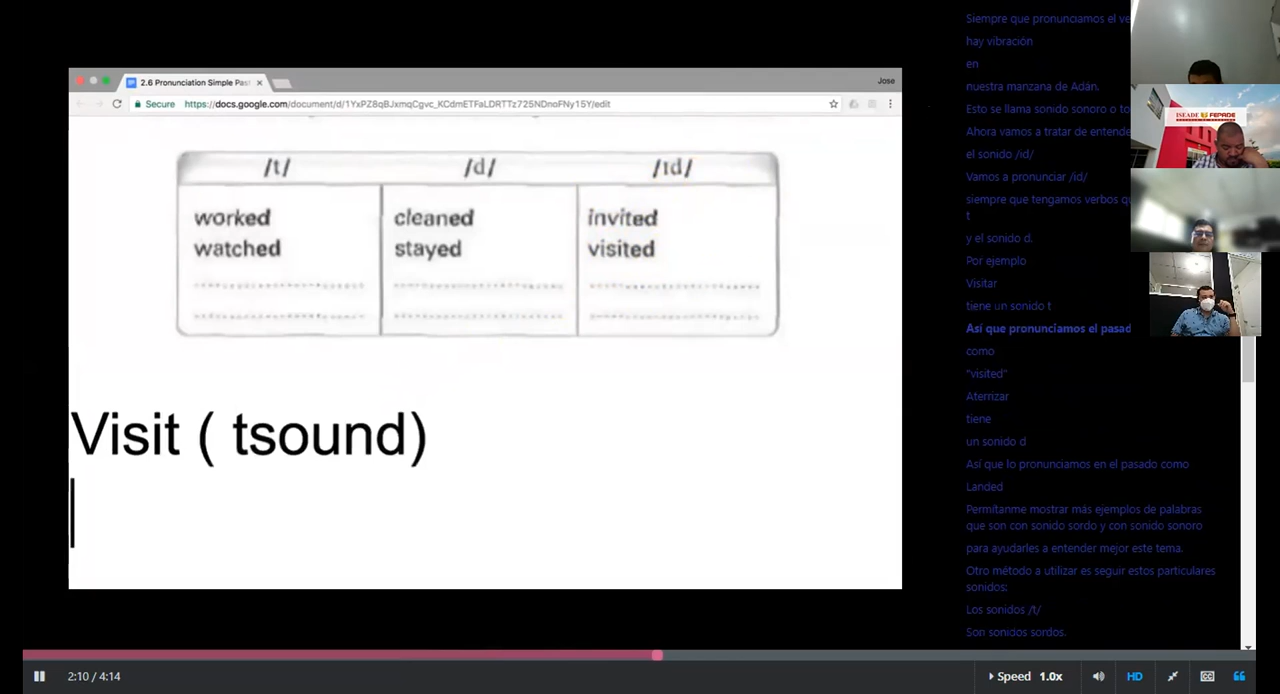 2.6 Pronunciation Simple Pas
Jose
Secure https://docs.google.com/document/d/1YxPZ8qBJxmqCgvc_KCdmETFaLDRTTz725NDnoFNy15Y/edit
/t/ /d/ /ɪd/
worked cleaned invited
watched stayed visited
Visit ( tsound)
Siempre que pronunciamos el ve
hay vibración
en
nuestra manzana de Adán.
Esto se llama sonido sonoro o to
Ahora vamos a tratar de entende
el sonido /id/
Vamos a pronunciar /id/
siempre que tengamos verbos q
t
y el sonido d.
Por ejemplo
Visitar
tiene un sonido t
Así que pronunciamos el pasad
como
"visited"
Aterrizar
tiene
un sonido d
Así que lo pronunciamos en el pasado como
Landed
Permítanme mostrar más ejemplos de palabras
que son con sonido sordo y con sonido sonoro
para ayudarles a entender mejor este tema.
Otro método a utilizar es seguir estos particulares
sonidos:
Los sonidos /t/
Son sonidos sordos.
ISEADE FEPADE
2:10 / 4:14
Speed 1.0x
HD
CC